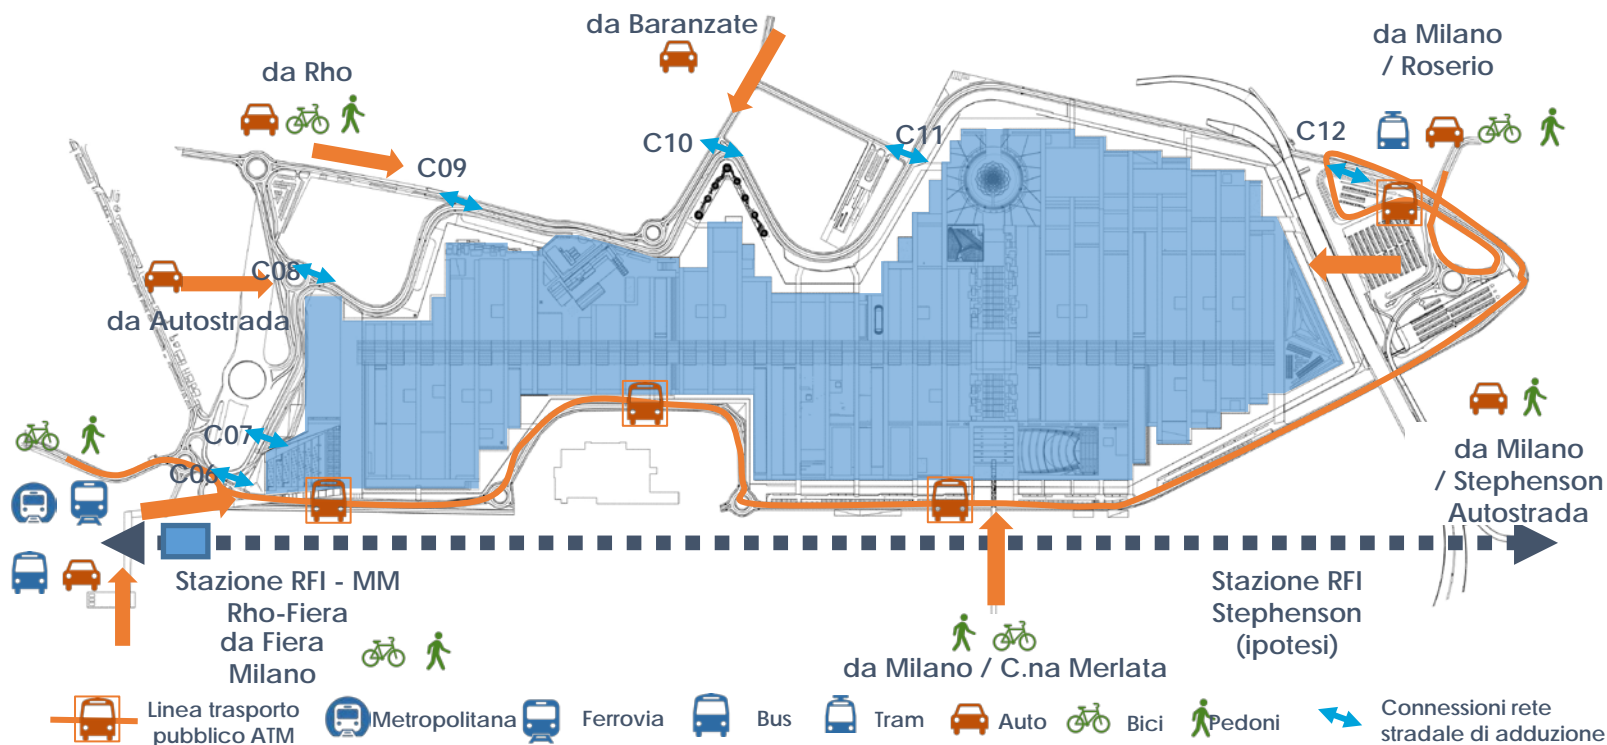 da Baranzate
da Milano
/ Roserio
da Rho
C12
C11
C10
C09
C08
da Autostrada
C07
C06
da Milano
/ Stephenson
Autostrada
Stazione RFI - MM
Rho-Fiera
da Fiera
Milano
Stazione RFI
Stephenson
(ipotesi)
da Milano / C.na Merlata
Linea trasporto
pubblico ATM
Metropolitana
Ferrovia
Bus
Tram
Auto
Bici
Pedoni
Connessioni rete
stradale di adduzione